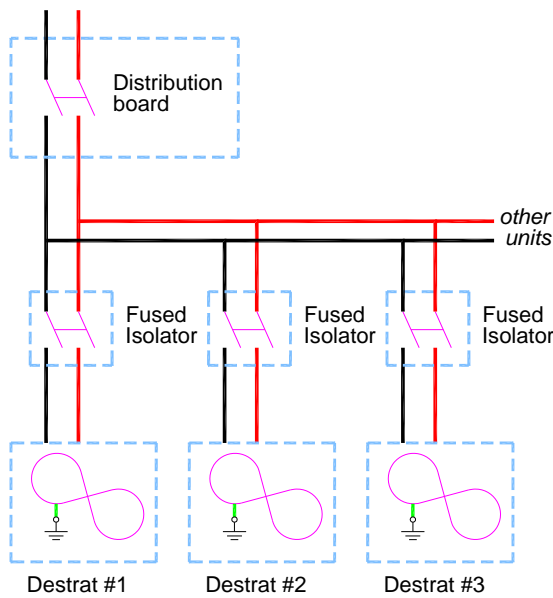 Distribution
board
other
units
Fused
Isolator
Fused
Isolator
Fused
Isolator
Destrat #1
Destrat #2
Destrat #3